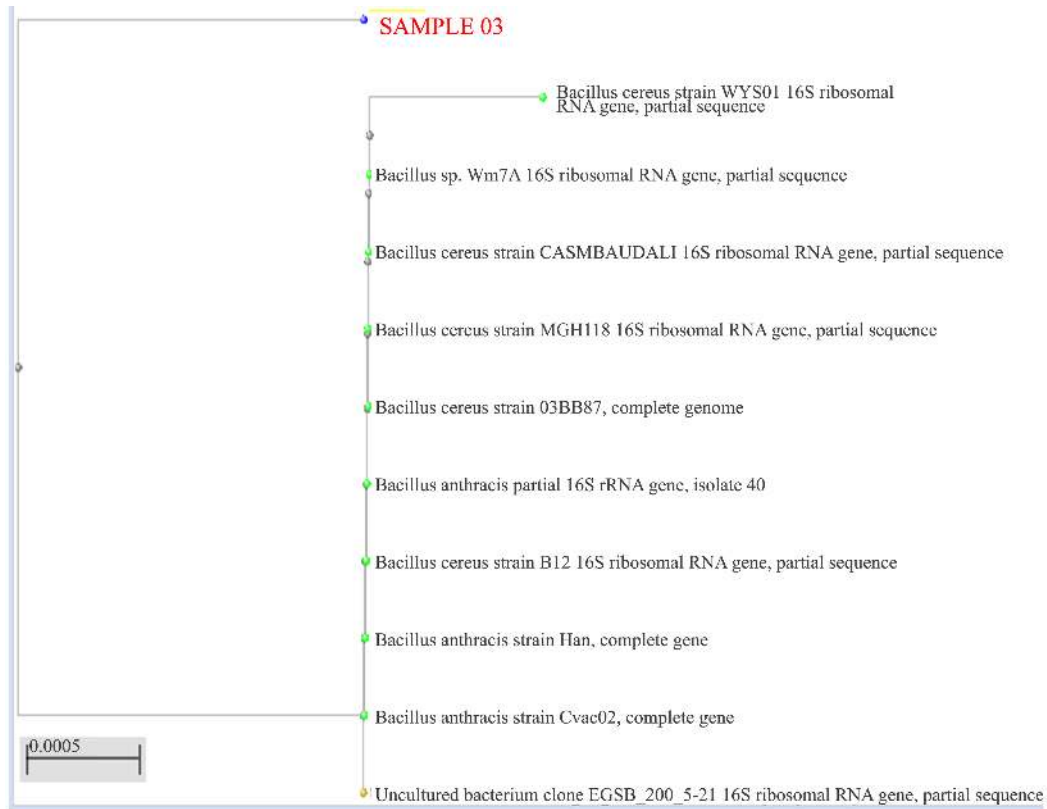 SAMPLE 03
Bacillus cereus strain WYS01 16S ribosomal
RNA gene, partial sequence
Bacillus sp. Wm7A 16S ribosomal RNA gene, partial sequence
Bacillus cereus strain CASMBAUDALI 16S ribosomal RNA gene, partial sequence
Bacillus cereus strain MGH118 16S ribosomal RNA gene, partial sequence
Bacillus cereus strain 03BB87, complete genome
Bacillus anthracis partial 16S rRNA gene, isolate 40
Bacillus cereus strain B12 16S ribosomal RNA gene, partial sequence
Bacillus anthracis strain Han, complete gene
Bacillus anthracis strain Cvac02, complete gene
0.0005
Uncultured bacterium clone EGSB_200_5-21 16S ribosomal RNA gene, partial sequence